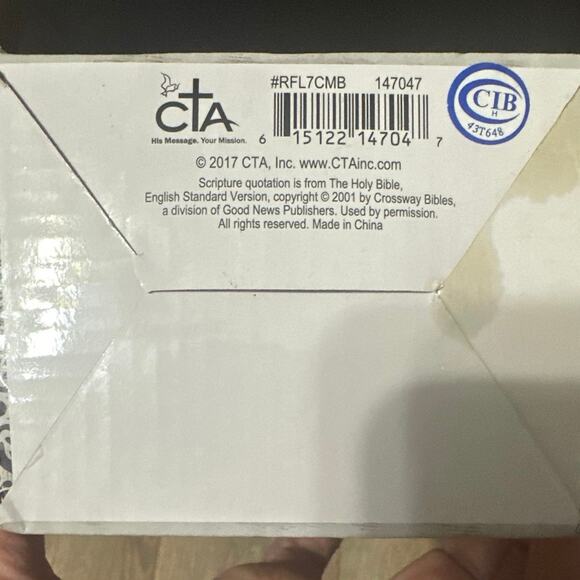 #RFL7CMB 147047
CTA
His Message. Your Mission.
6 15122 14704 7
CIB
H
43T648
© 2017 CTA, Inc. www.CTAinc.com
Scripture quotation is from The Holy Bible,
English Standard Version, copyright © 2001 by Crossway Bibles,
a division of Good News Publishers. Used by permission.
All rights reserved. Made in China